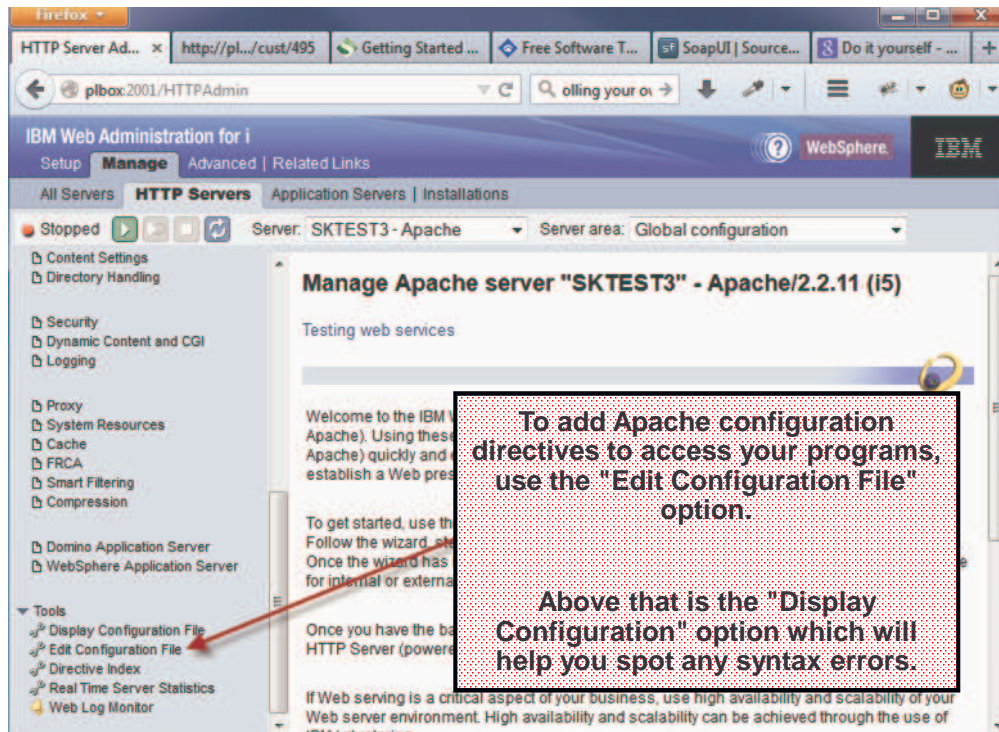 Firefox
HTTP Server Ad... × http://pl.../cust/495 Getting Started ... Free Software T... SoapUI | Source... Do it yourself - ... +
plbox:2001/HTTPAdmin olling your ov
IBM Web Administration for i
Setup Manage Advanced | Related Links
WebSphere. IBM
All Servers HTTP Servers Application Servers | Installations
Stopped Server: SKTEST3 - Apache Server area: Global configuration
Content Settings
Directory Handling
Security
Dynamic Content and CGI
Logging
Proxy
System Resources
Cache
FRCA
Smart Filtering
Compression
Domino Application Server
WebSphere Application Server
Tools
Display Configuration File
Edit Configuration File
Directive Index
Real Time Server Statistics
Web Log Monitor
Manage Apache server "SKTEST3" - Apache/2.2.11 (i5)
Testing web services
Welcome to the IBM
Apache). Using these
Apache) quickly and
establish a Web pres
To get started, use th
Follow the wizard, ste
Once the wizard has
for internal or externa
Once you have the ba
HTTP Server (powere
If Web serving is a critical aspect of your business, use high availability and scalability of your
Web server environment. High availability and scalability can be achieved through the use of
To add Apache configuration
directives to access your programs,
use the "Edit Configuration File"
option.
Above that is the "Display
Configuration" option which will
help you spot any syntax errors.